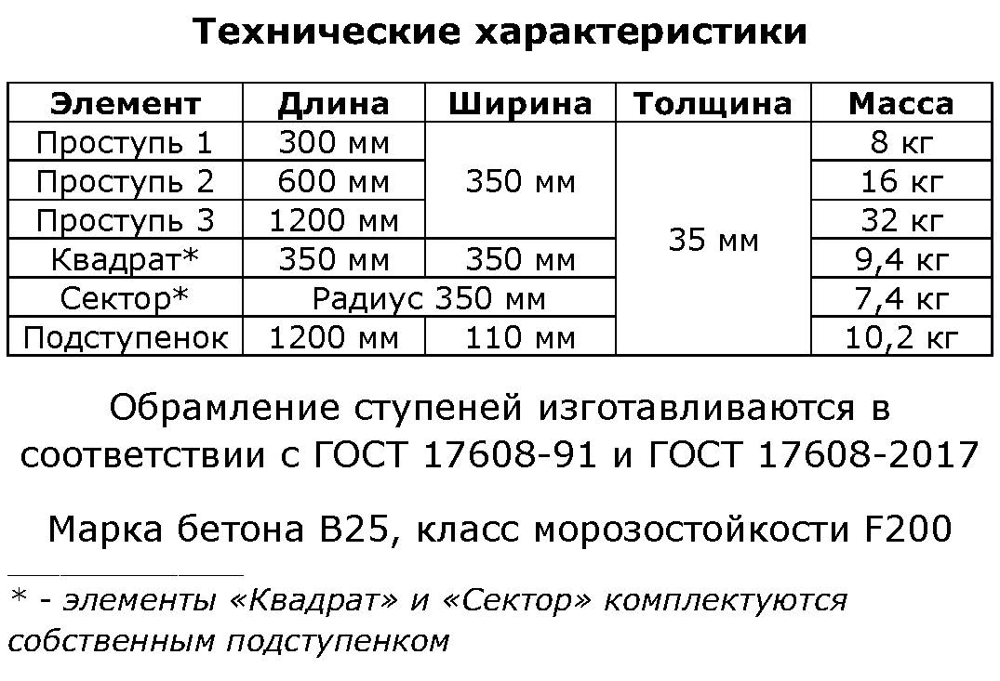 Технические характеристики
Элемент Длина Ширина Толщина Масса
Проступь 1 300 мм 8 кг
Проступь 2 600 мм 350 мм 16 кг
Проступь 3 1200 мм 32 кг
35 мм
Квадрат* 350 мм 350 мм 9,4 кг
Сектор* Радиус 350 мм 7,4 кг
Подступенок 1200 мм 110 мм 10,2 кг
Обрамление ступеней изготавливаются в
соответствии с ГОСТ 17608-91 и ГОСТ 17608-2017
Марка бетона В25, класс морозостойкости F200
* - элементы «Квадрат» и «Сектор» комплектуются
собственным подступенком